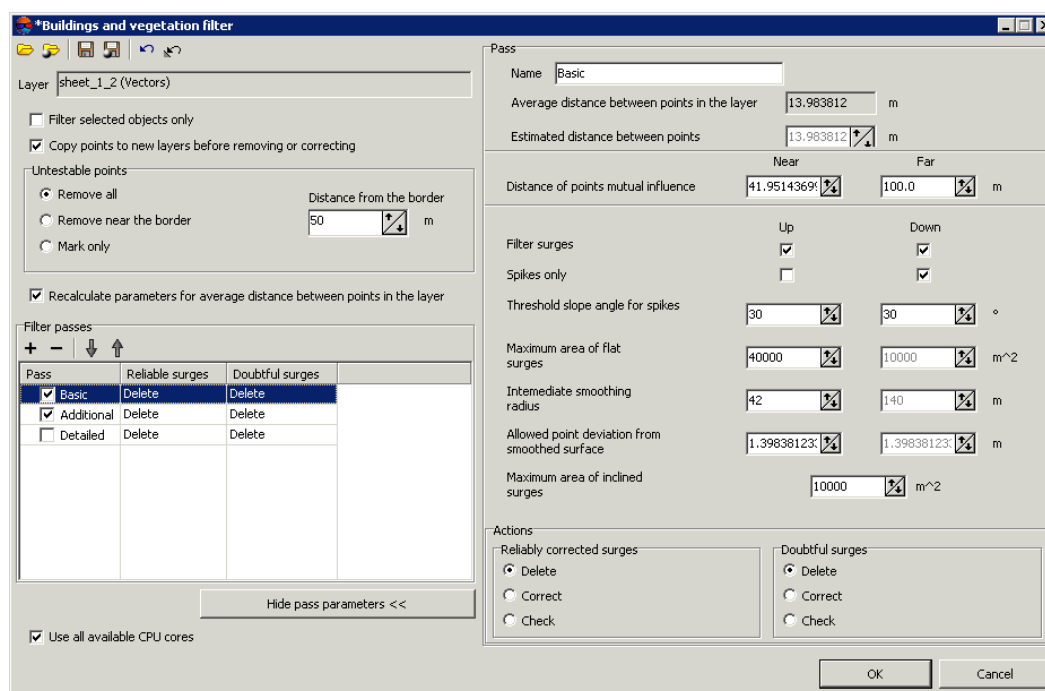 *Buildings and vegetation filter
Layer sheet_1_2 (Vectors)
Filter selected objects only
Copy points to new layers before removing or correcting
Untestable points
Remove all
Distance from the border
Remove near the border 50 m
Mark only
Recalculate parameters for average distance between points in the layer
Filter passes
Pass Reliable surges Doubtful surges
Basic Delete Delete
Additional Delete Delete
Detailed Delete Delete
Hide pass parameters <<
Use all available CPU cores
Pass
Name Basic
Average distance between points in the layer 13.983812 m
Estimated distance between points 13.983812 m
Near Far
Distance of points mutual influence 41.9514369 100.0 m
Up Down
Filter surges
Spikes only
Threshold slope angle for spikes 30 30 °
Maximum area of flat
surges 40000 10000 m^2
Intemediate smoothing
radius 42 140 m
Allowed point deviation from
smoothed surface 1.39838123 1.39838123 m
Maximum area of inclined
surges 10000 m^2
Actions
Reliably corrected surges
Delete
Correct
Check
Doubtful surges
Delete
Correct
Check
OK Cancel